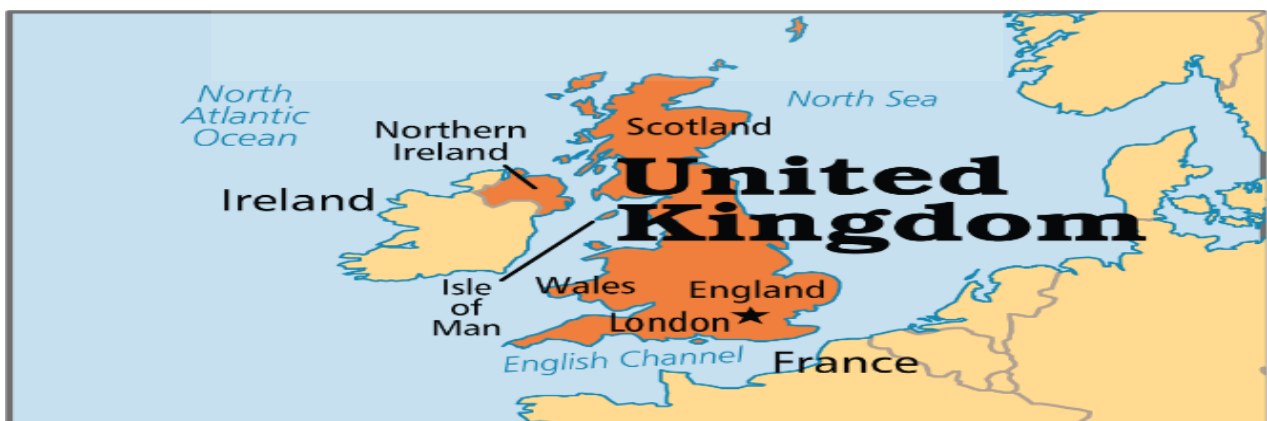 North
Atlantic
Ocean
North Sea
Northern
Ireland
Scotland
Ireland
United
Kingdom
Isle
of
Man
Wales
England
London
English Channel
France